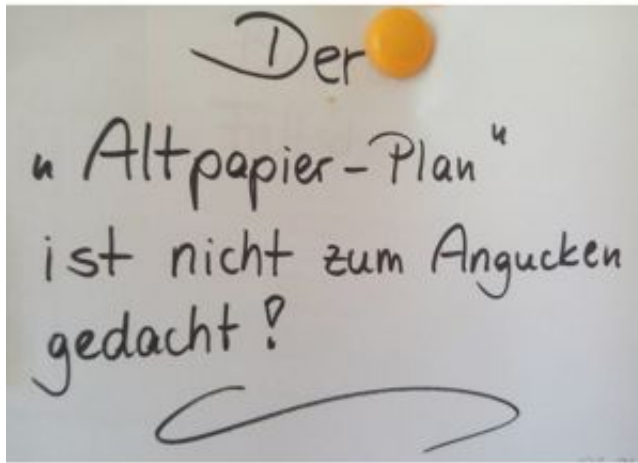 Der
"Altpapier-Plan"
ist nicht zum Angucken
gedacht!